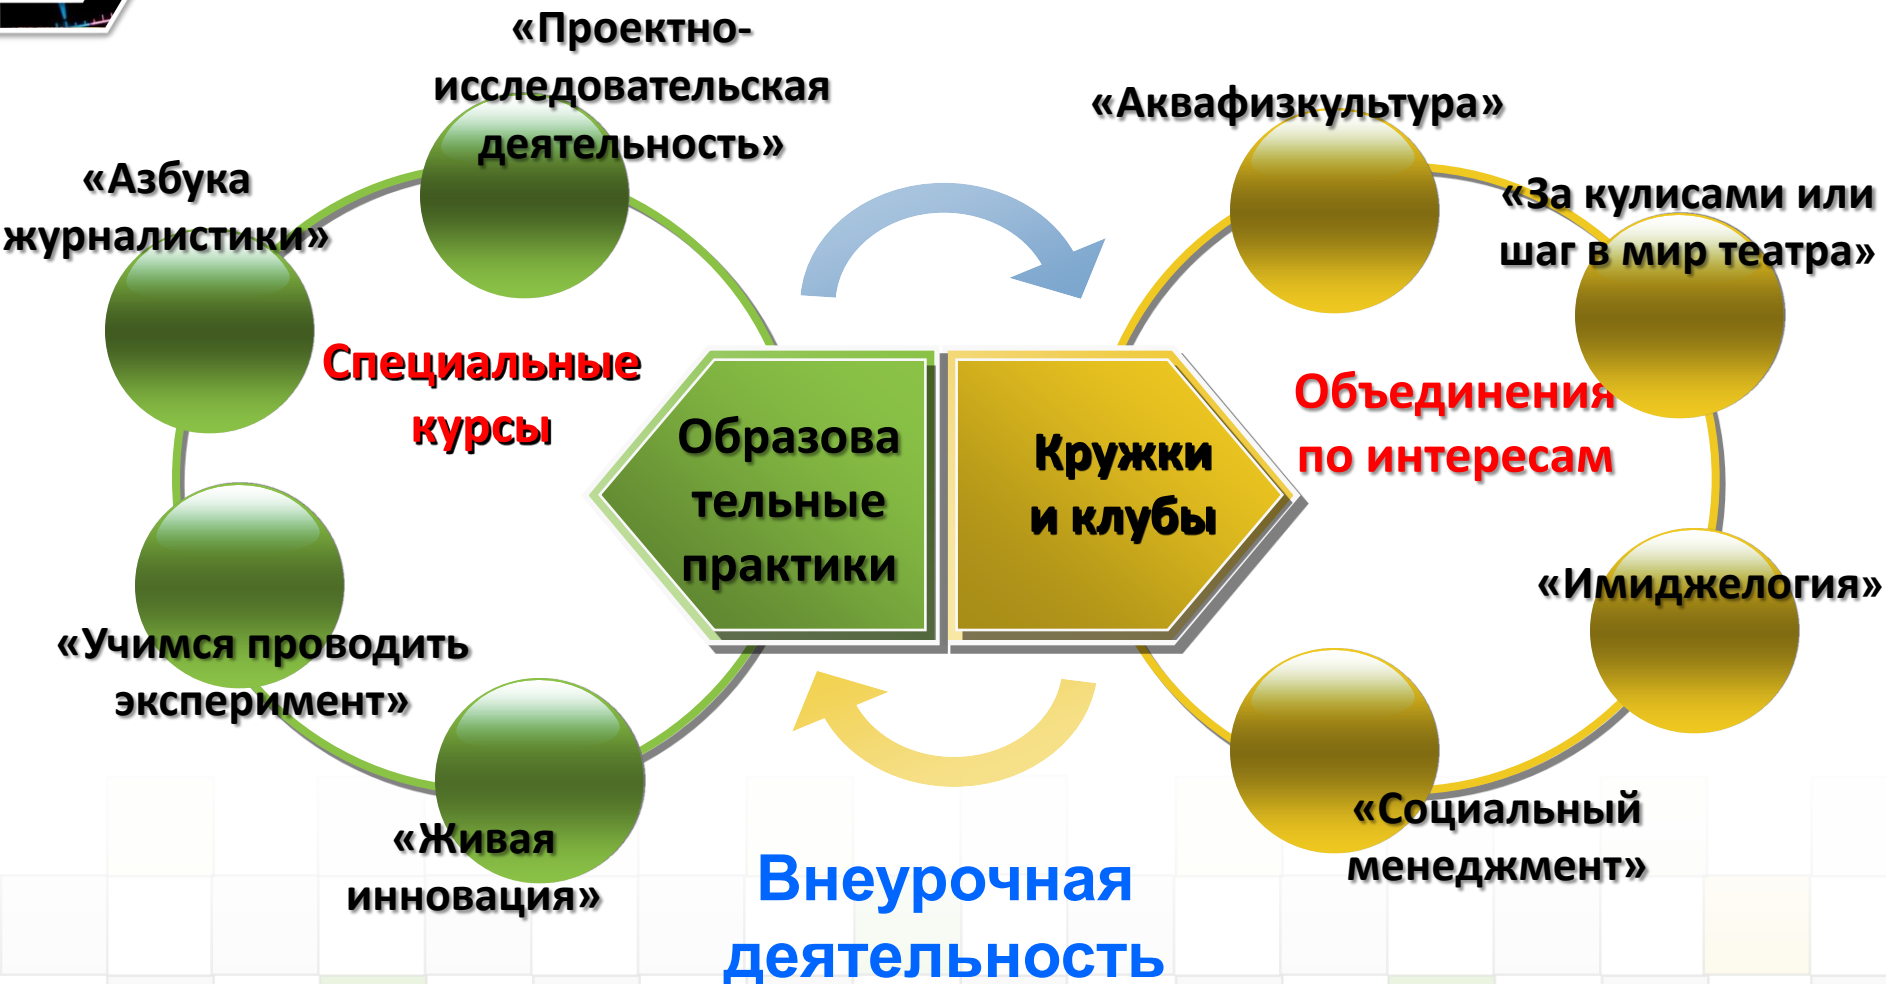 «Проектно-
исследовательская
деятельность»
«Азбука
журналистики»
Специальные
курсы
«Учимся проводить
эксперимент»
«Живая
инновация»
Образова
тельные
практики
Кружки
и клубы
«Аквафизкультура»
«За кулисами или
шаг в мир театра»
Объединения
по интересам
«Имиджелогия»
«Социальный
менеджмент»
Внеурочная
деятельность